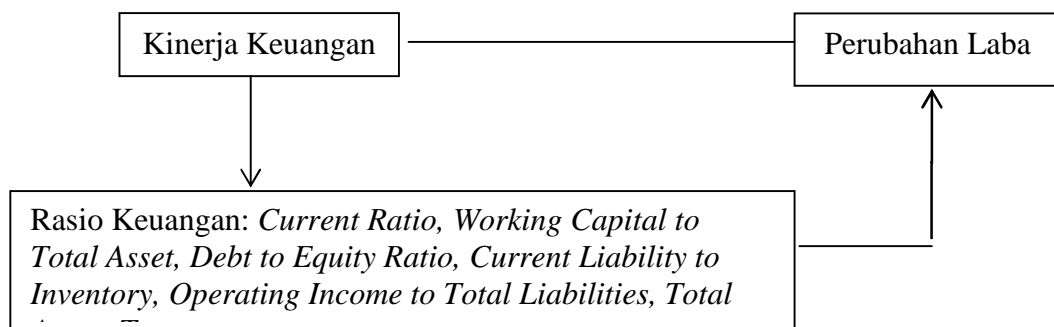 Kinerja Keuangan
Perubahan Laba
Rasio Keuangan: Current Ratio, Working Capital to
Total Asset, Debt to Equity Ratio, Current Liability to
Inventory, Operating Income to Total Liabilities, Total